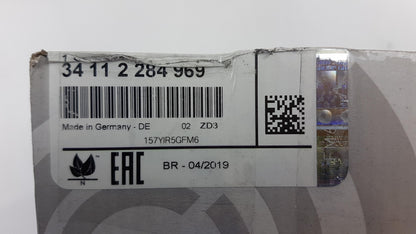 34 11 2 284 969
Made in Germany - DE 02 ZD3
157YIR5GFM6
N EAC BR - 04/2019